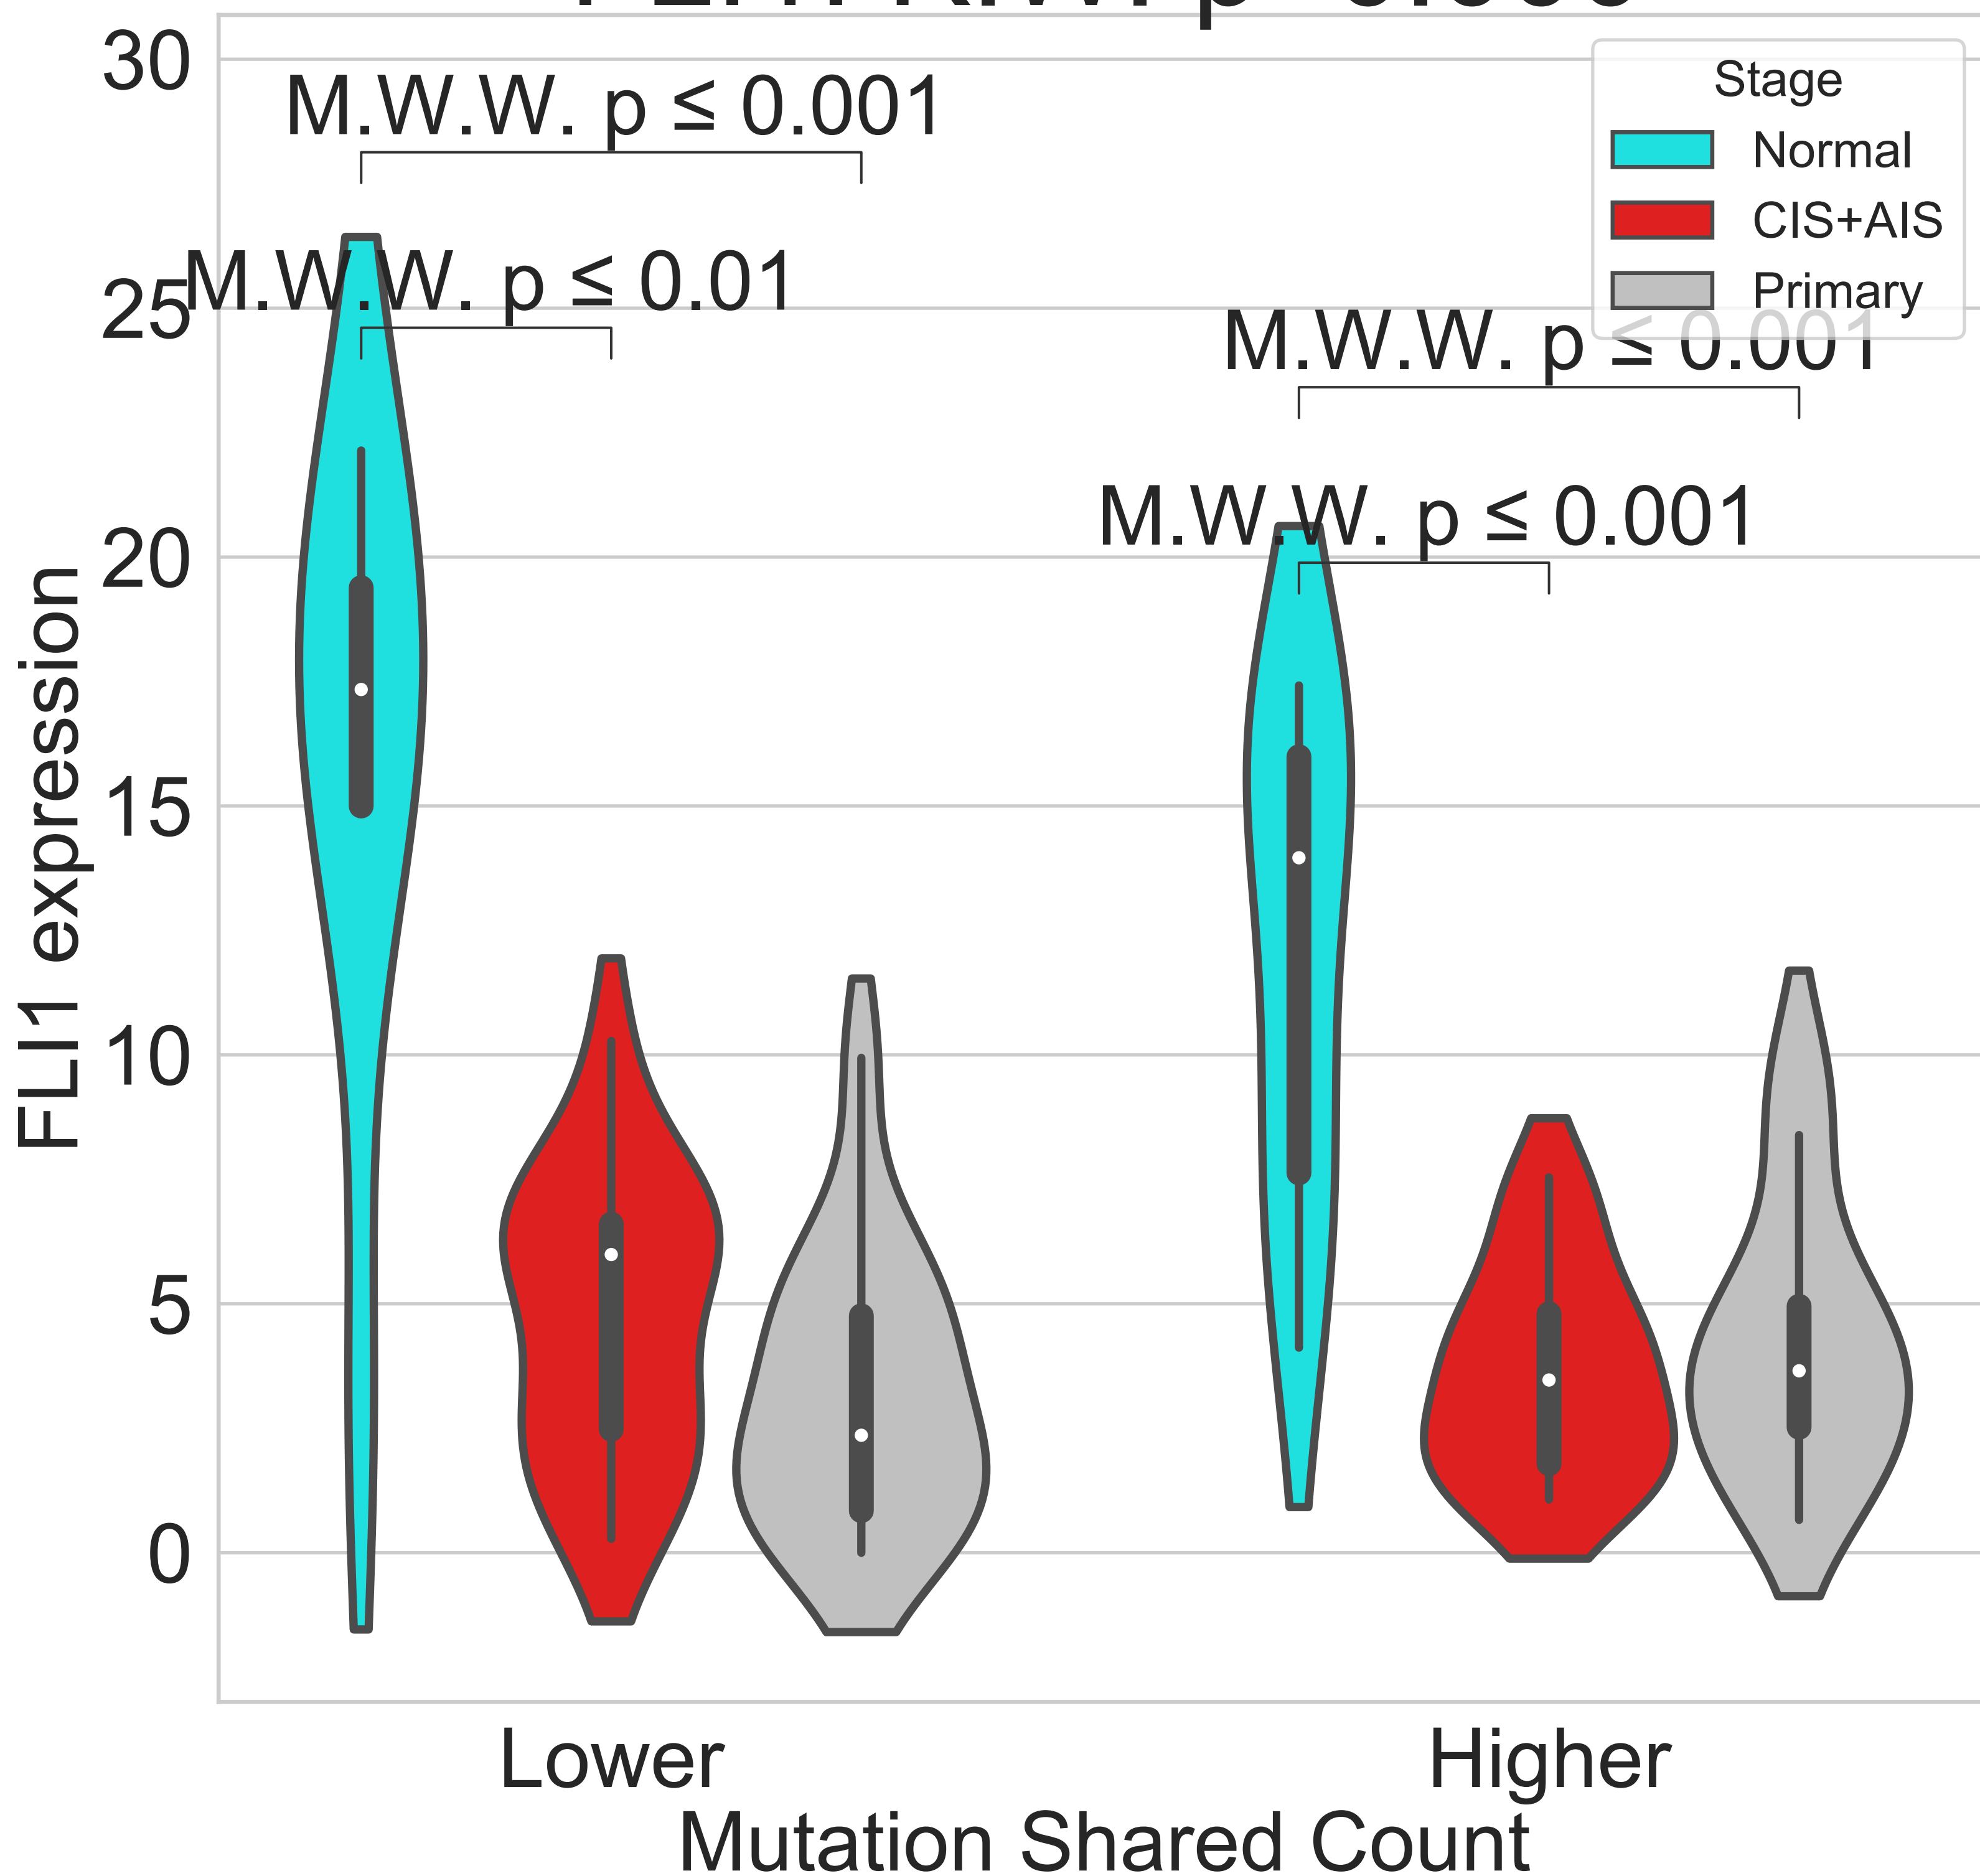 30
25
20
15
10
5
0
FLI1 expression
M.W.W. p ≤ 0.001
M.W.W. p ≤ 0.01
M.W.W. p ≤ 0.001
M.W.W. p ≤ 0.001
Stage
Normal
CIS+AIS
Primary
Lower
Higher
Mutation Shared Count